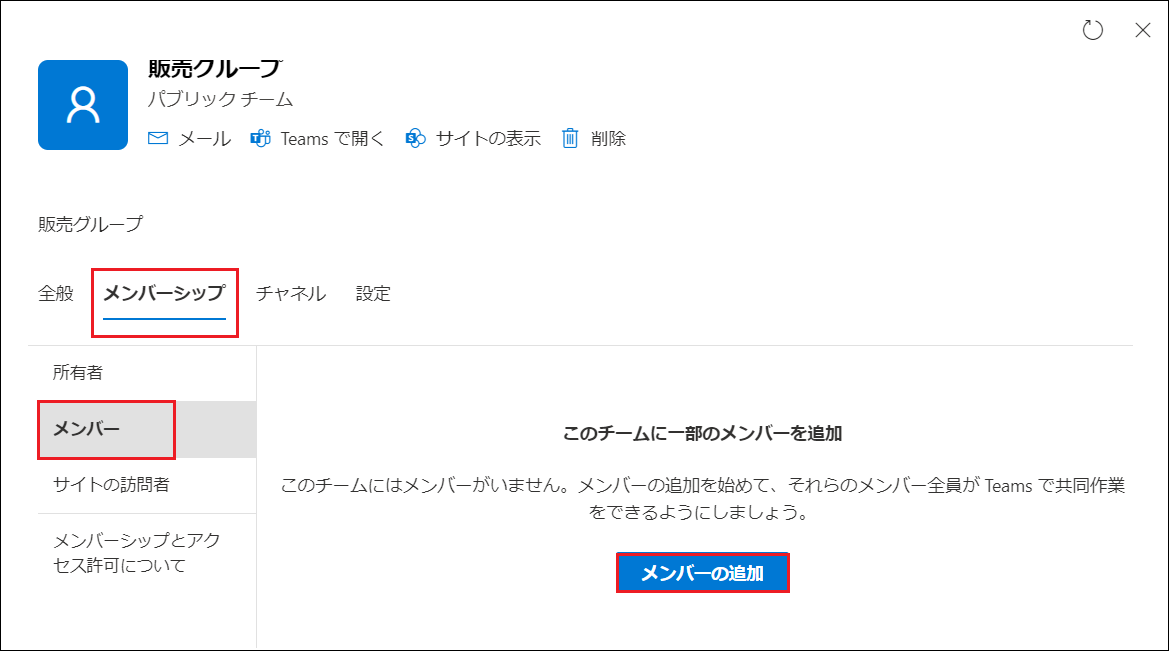 販売グループ
パブリック チーム
メール Teams で開く サイトの表示 削除
販売グループ
全般 メンバーシップ チャネル 設定
所有者
メンバー
サイトの訪問者
メンバーシップとアク
セス許可について
このチームに一部のメンバーを追加
このチームにはメンバーがいません。メンバーの追加を始めて、それらのメンバー全員が Teams で共同作業
をできるようにしましょう。
メンバーの追加